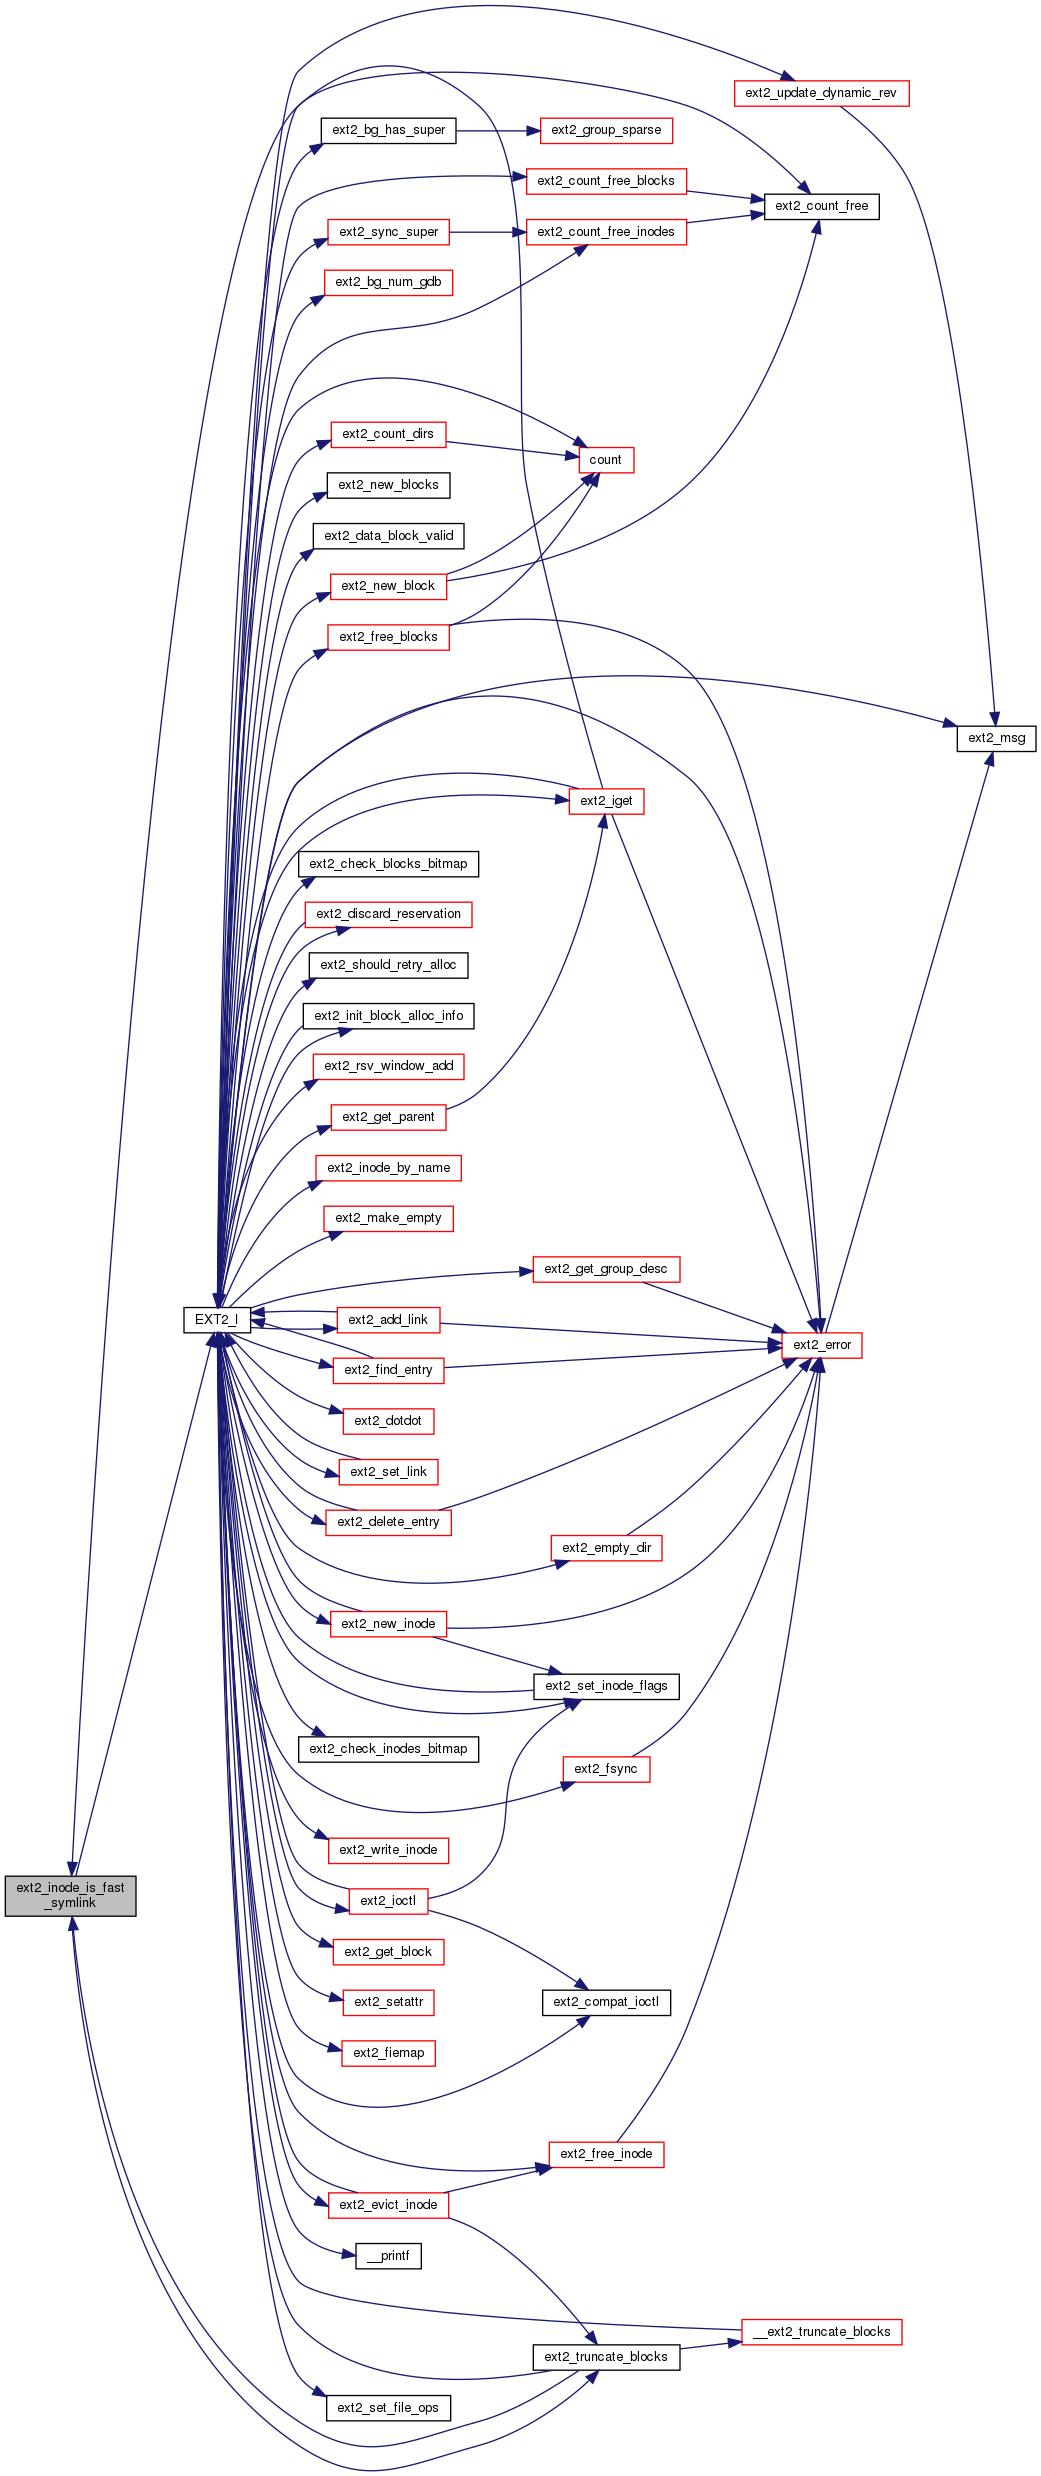 ext2_update_dynamic_rev
ext2_bg_has_super
ext2_group_sparse
ext2_count_free_blocks
ext2_count_free
ext2_sync_super
ext2_count_free_inodes
ext2_bg_num_gdb
ext2_count_dirs
count
ext2_new_blocks
ext2_data_block_valid
ext2_new_block
ext2_free_blocks
ext2_msg
ext2_iget
ext2_check_blocks_bitmap
ext2_discard_reservation
ext2_should_retry_alloc
ext2_init_block_alloc_info
ext2_rsv_window_add
ext2_get_parent
ext2_inode_by_name
ext2_make_empty
ext2_get_group_desc
EXT2_I
ext2_add_link
ext2_error
ext2_find_entry
ext2_dotdot
ext2_set_link
ext2_delete_entry
ext2_empty_dir
ext2_new_inode
ext2_set_inode_flags
ext2_check_inodes_bitmap
ext2_fsync
ext2_write_inode
ext2_inode_is_fast
_symlink
ext2_ioctl
ext2_get_block
ext2_setattr
ext2_compat_ioctl
ext2_fiemap
ext2_free_inode
ext2_evict_inode
__printf
__ext2_truncate_blocks
ext2_truncate_blocks
ext2_set_file_ops